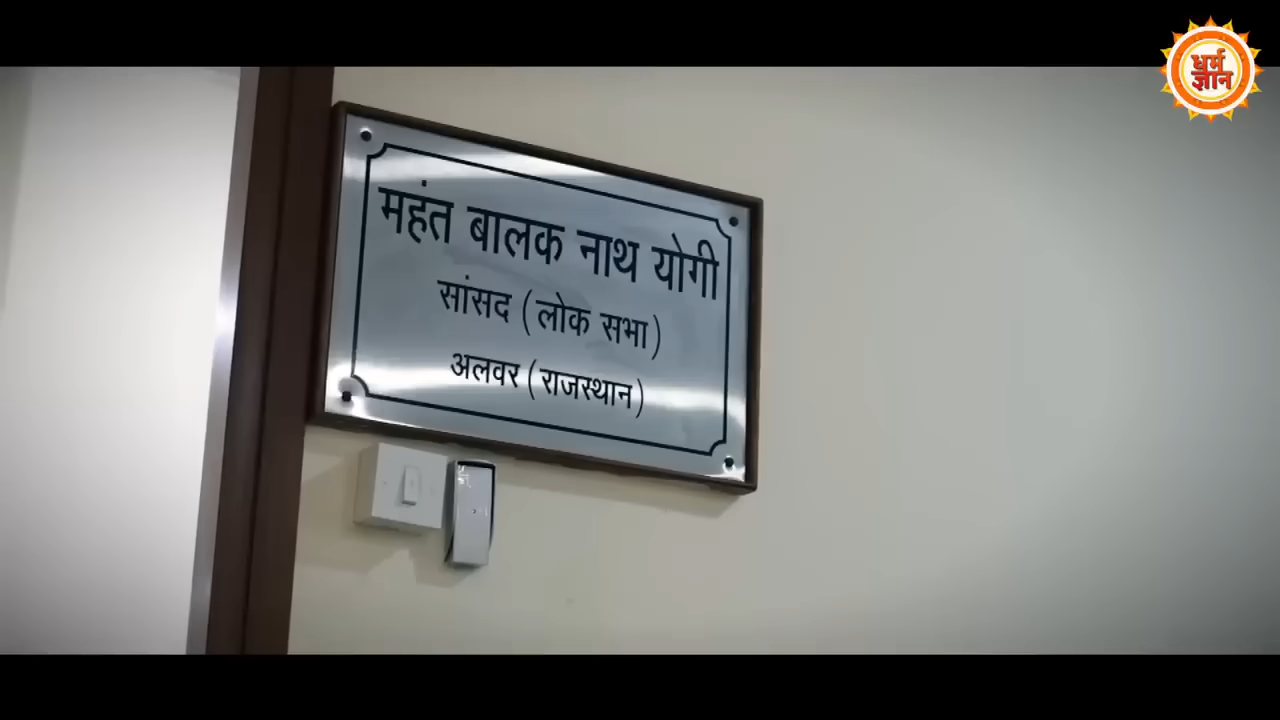 महंत बालक नाथ योगी
सांसद (लोक सभा)
अलवर (राजस्थान)
धर्म
ज्ञान